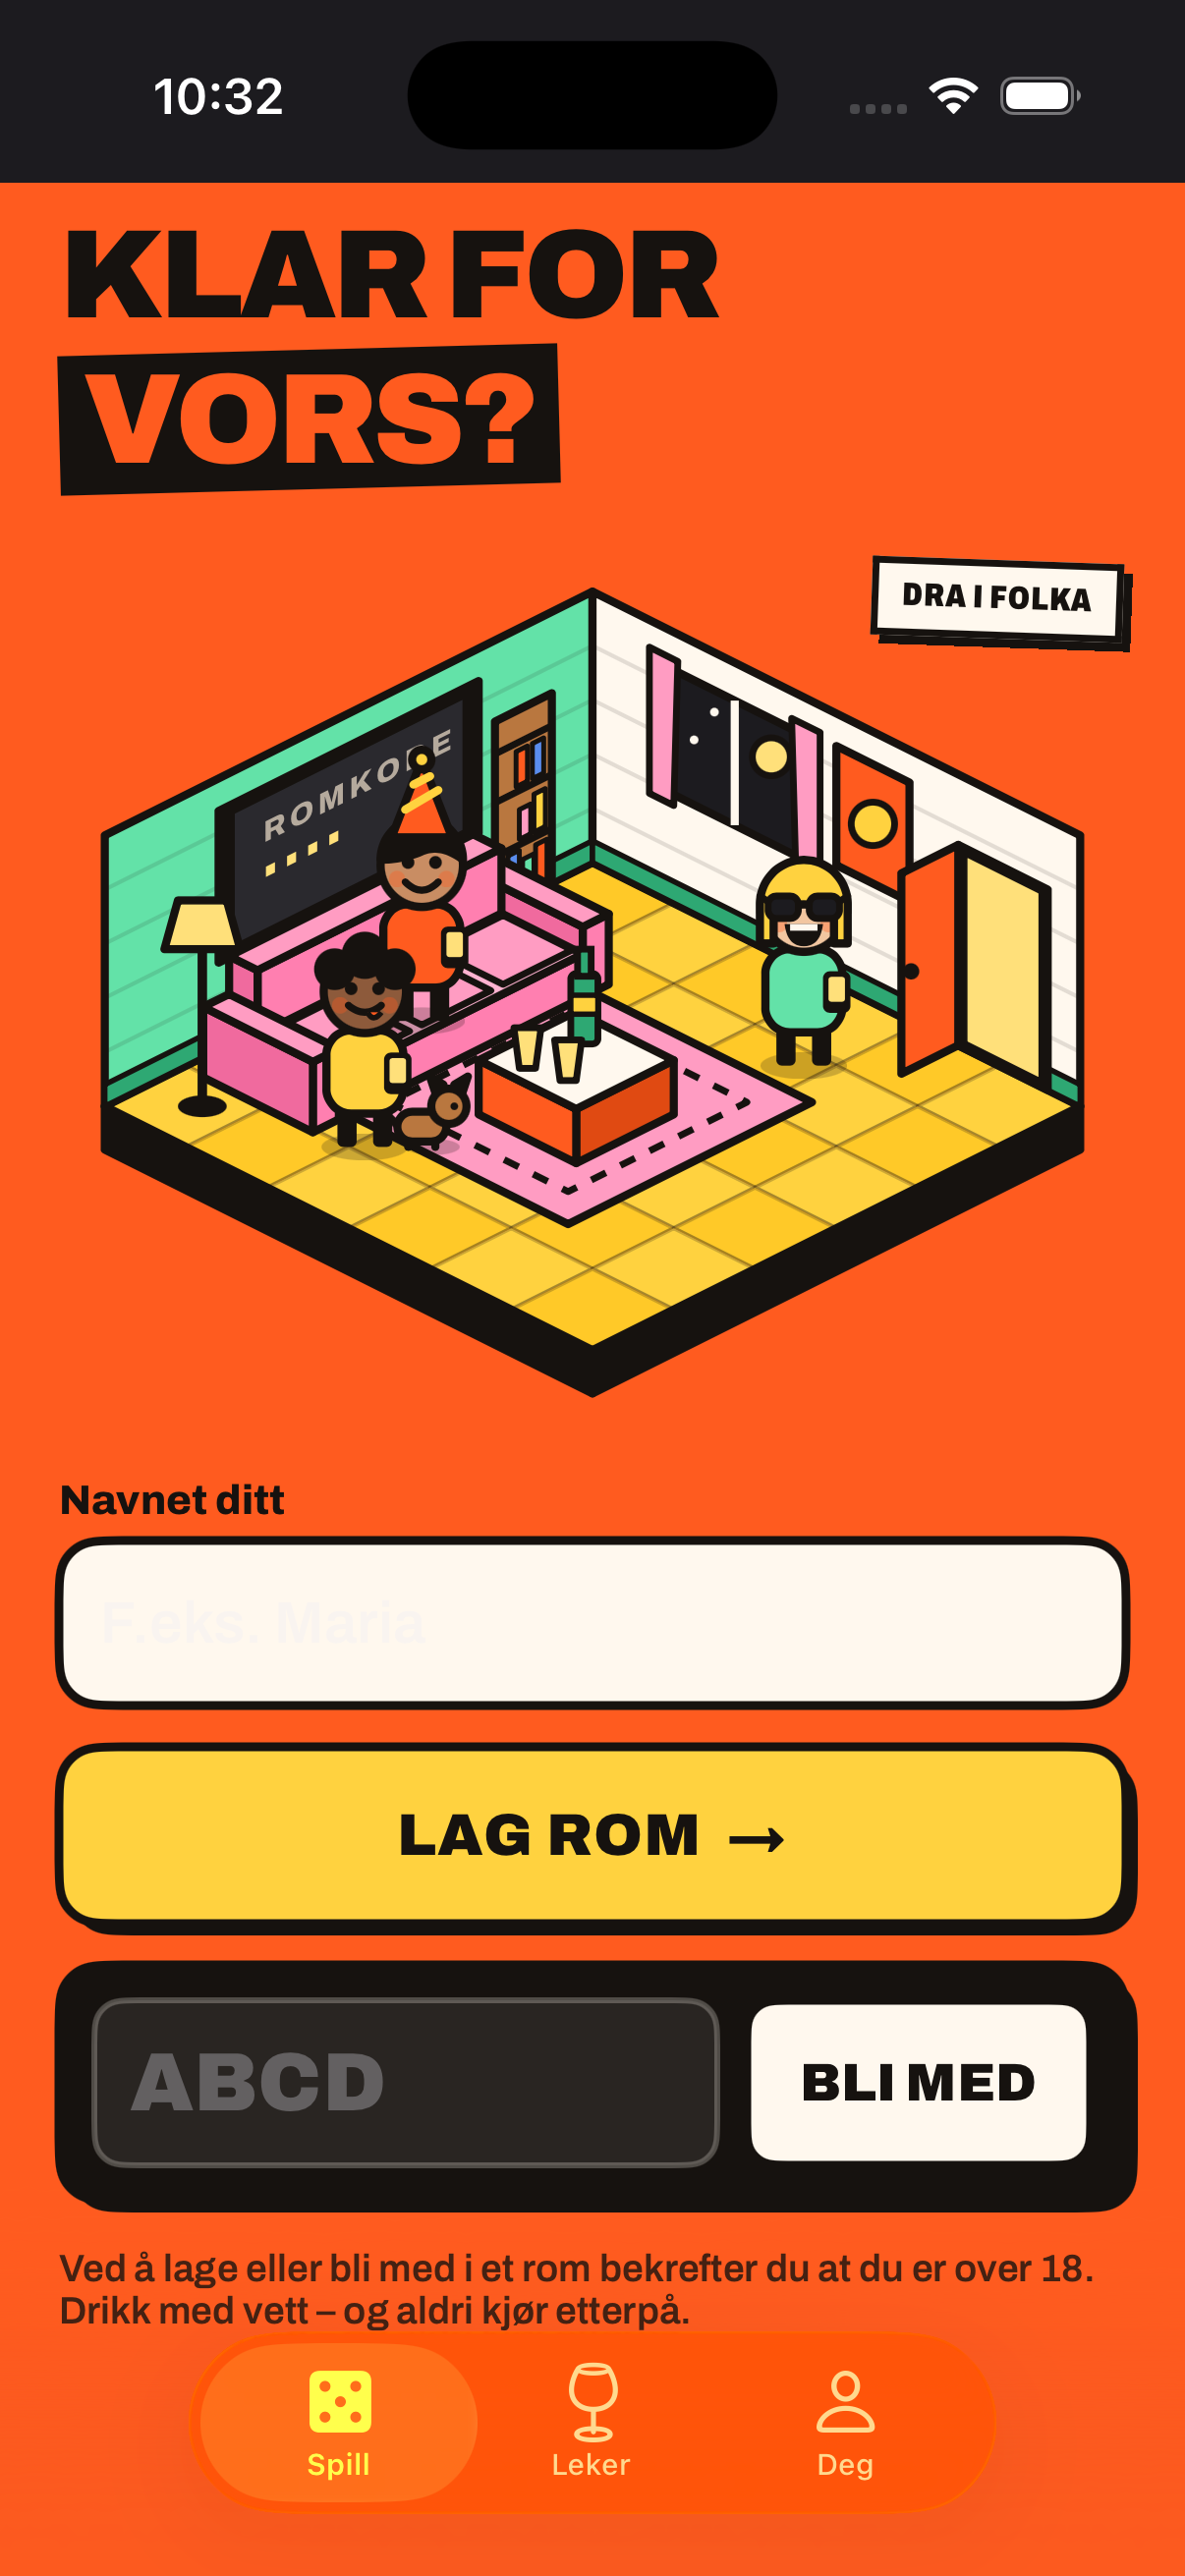 10:32
KLAR FOR
VORS?
DRA I FOLKA
Navnet ditt
F.eks. Maria
LAG ROM →
ABCD
BLI MED
Ved å lage eller bli med i et rom bekrefter du at du er over 18.
Drikk med vett – og aldri kjør etterpå.
Spill
Leker
Deg